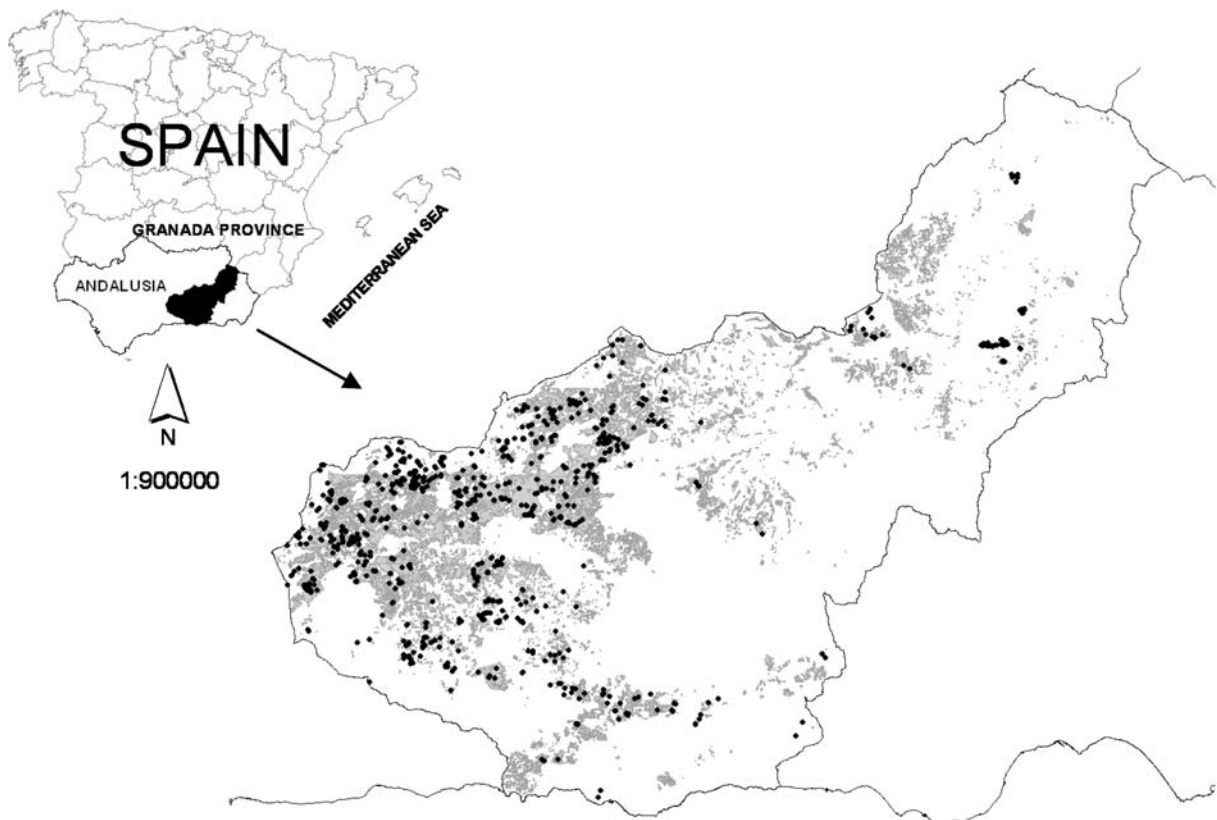 SPAIN
GRANADA PROVINCE
ANDALUSIA
MEDITERRANEAN SEA
N
1:900000